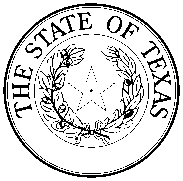 THE STATE OF TEXAS